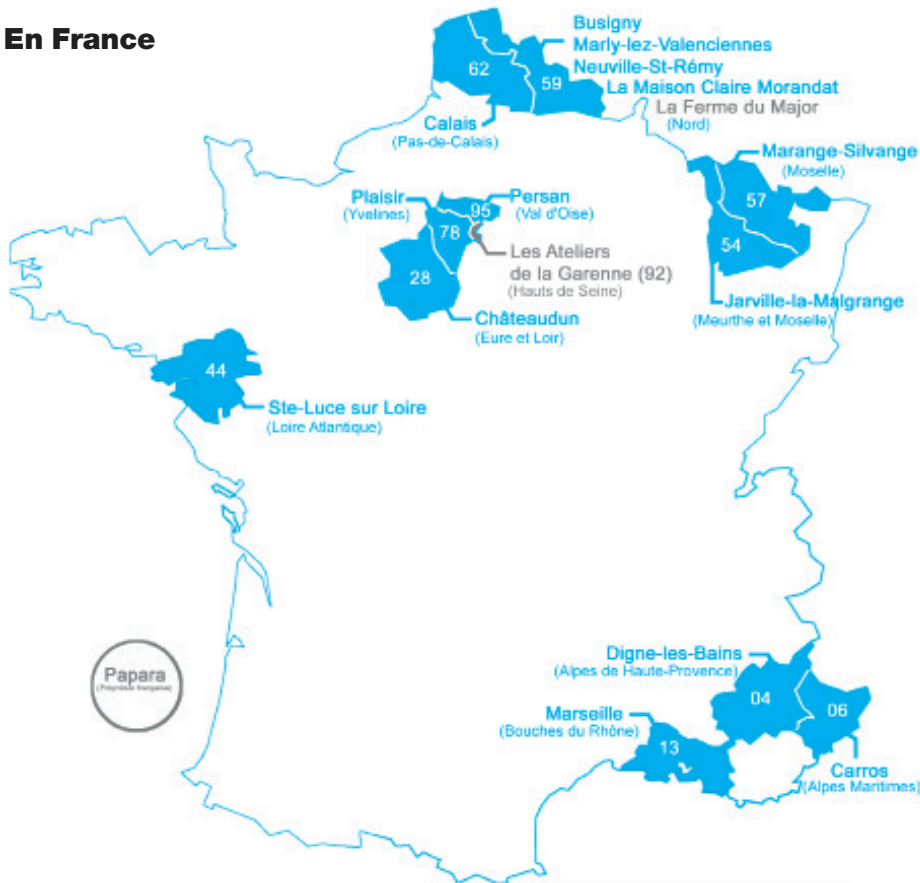 En France
Busigny
Marly-lez-Valenciennes
Neuville-St-Rémy
La Maison Claire Morandat
La Ferme du Major
(Nord)
62
59
Calais
(Pas-de-Calais)
Marange-Silvange
(Moselle)
57
54
Jarville-la-Malgrange
(Meurthe et Moselle)
Plaisir
(Yvelines)
Persan
(Val d'Oise)
95
78
28
Les Ateliers
de la Garenne (92)
(Hauts de Seine)
Châteaudun
(Eure et Loir)
44
Ste-Luce sur Loire
(Loire Atlantique)
Papara
(Polynésie française)
Digne-les-Bains
(Alpes de Haute-Provence)
04
06
Marseille
(Bouches du Rhône)
13
Carros
(Alpes Maritimes)